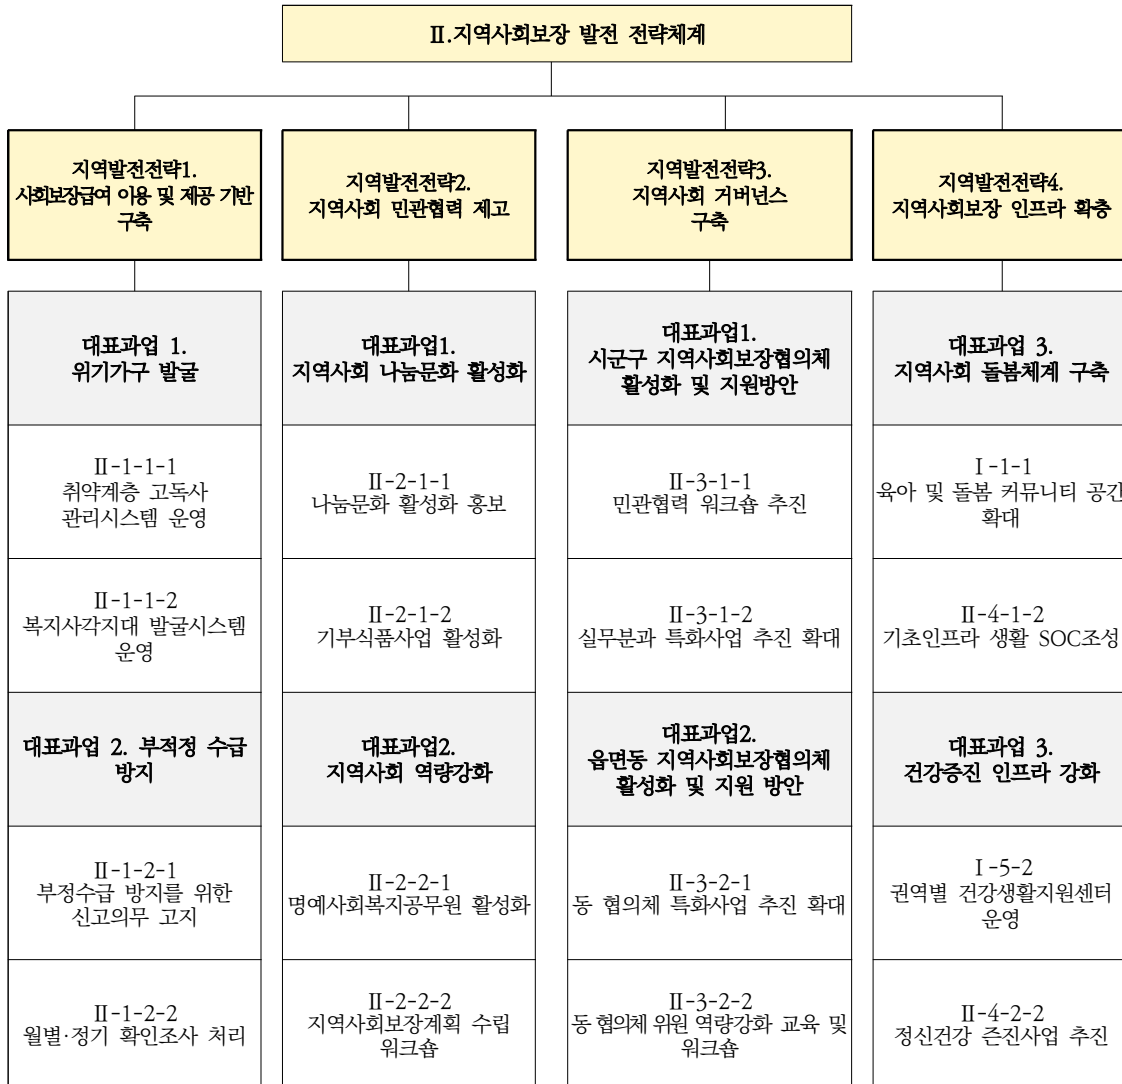 Ⅱ.지역사회보장 발전 전략체계
지역발전전략1.
사회보장급여 이용 및 제공 기반
구축
대표과업 1.
위기가구 발굴
Ⅱ-1-1-1
취약계층 고독사
관리시스템 운영
Ⅱ-1-1-2
복지사각지대 발굴시스템
운영
대표과업 2. 부적정 수급
방지
Ⅱ-1-2-1
부정수급 방지를 위한
신고의무 고지
Ⅱ-1-2-2
월별·정기 확인조사 처리
지역발전전략2.
지역사회 민관협력 제고
대표과업1.
지역사회 나눔문화 활성화
Ⅱ-2-1-1
나눔문화 활성화 홍보
Ⅱ-2-1-2
기부식품사업 활성화
대표과업2.
지역사회 역량강화
Ⅱ-2-2-1
명예사회복지공무원 활성화
Ⅱ-2-2-2
지역사회보장계획 수립
워크숍
지역발전전략3.
지역사회 거버넌스
구축
대표과업1.
시군구 지역사회보장협의체
활성화 및 지원방안
Ⅱ-3-1-1
민관협력 워크숍 추진
Ⅱ-3-1-2
실무분과 특화사업 추진 확대
대표과업2.
읍면동 지역사회보장협의체
활성화 및 지원 방안
Ⅱ-3-2-1
동 협의체 특화사업 추진 확대
Ⅱ-3-2-2
동 협의체 위원 역량강화 교육 및
워크숍
지역발전전략4.
지역사회보장 인프라 확층
대표과업 3.
지역사회 돌봄체계 구축
Ⅰ-1-1
육아 및 돌봄 커뮤니티 공간
확대
Ⅱ-4-1-2
기초인프라 생활 SOC조성
대표과업 3.
건강증진 인프라 강화
Ⅰ-5-2
권역별 건강생활지원센터
운영
Ⅱ-4-2-2
정신건강 즌진사업 추진